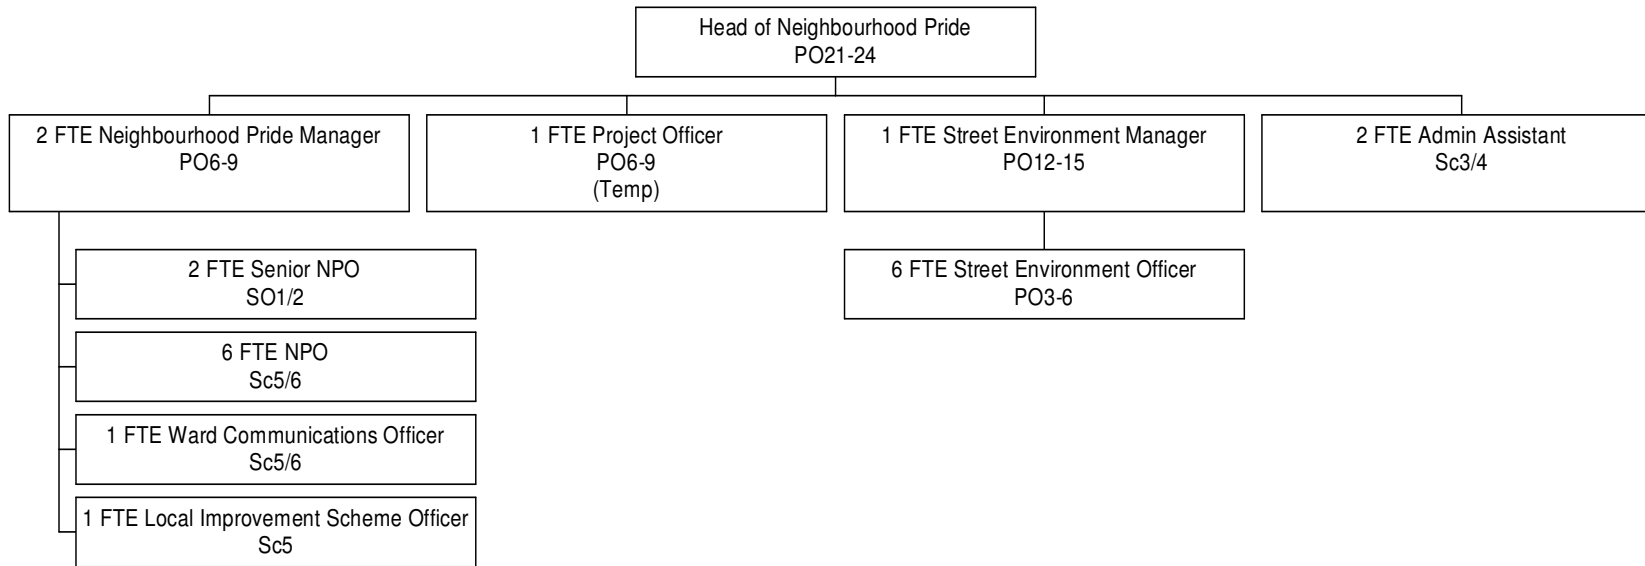 Head of Neighbourhood Pride
PO21-24
2 FTE Neighbourhood Pride Manager
PO6-9
1 FTE Project Officer
PO6-9
(Temp)
1 FTE Street Environment Manager
PO12-15
2 FTE Admin Assistant
Sc3/4
2 FTE Senior NPO
SO1/2
6 FTE NPO
Sc5/6
1 FTE Ward Communications Officer
Sc5/6
1 FTE Local Improvement Scheme Officer
Sc5
6 FTE Street Environment Officer
PO3-6